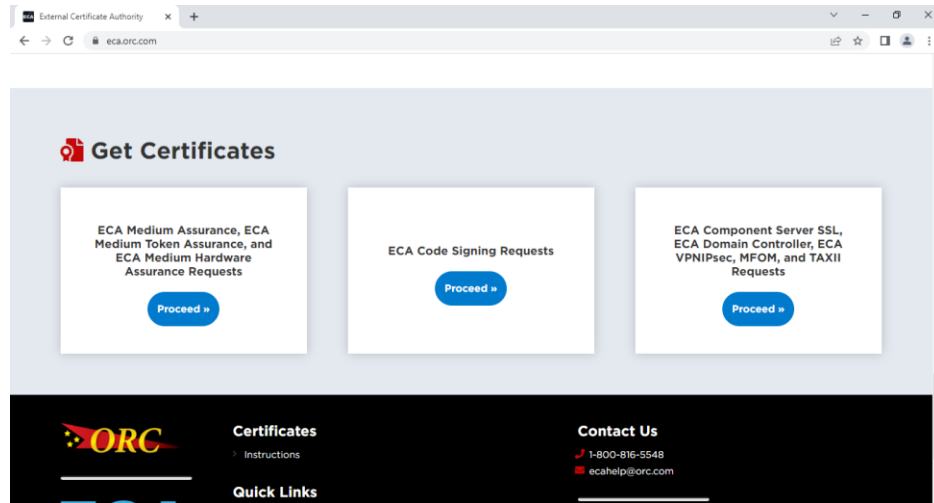 ECA External Certificate Authority
eca.orc.com
Get Certificates
ECA Medium Assurance, ECA
Medium Token Assurance, and
ECA Medium Hardware
Assurance Requests
Proceed »
ECA Code Signing Requests
Proceed »
ECA Component Server SSL,
ECA Domain Controller, ECA
VPNIPsec, MFOM, and TAXII
Requests
Proceed »
ORC
Certificates
Instructions
Quick Links
Contact Us
1-800-816-5548
ecahelp@orc.com